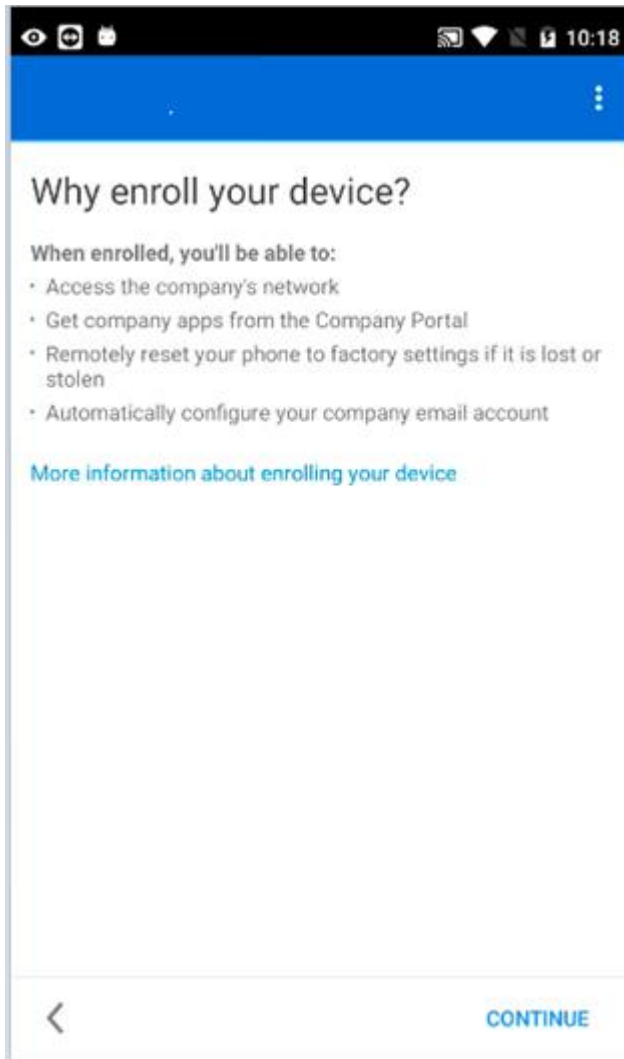 10:18
Why enroll your device?
When enrolled, you'll be able to:
· Access the company's network
· Get company apps from the Company Portal
· Remotely reset your phone to factory settings if it is lost or
stolen
· Automatically configure your company email account
More information about enrolling your device
CONTINUE